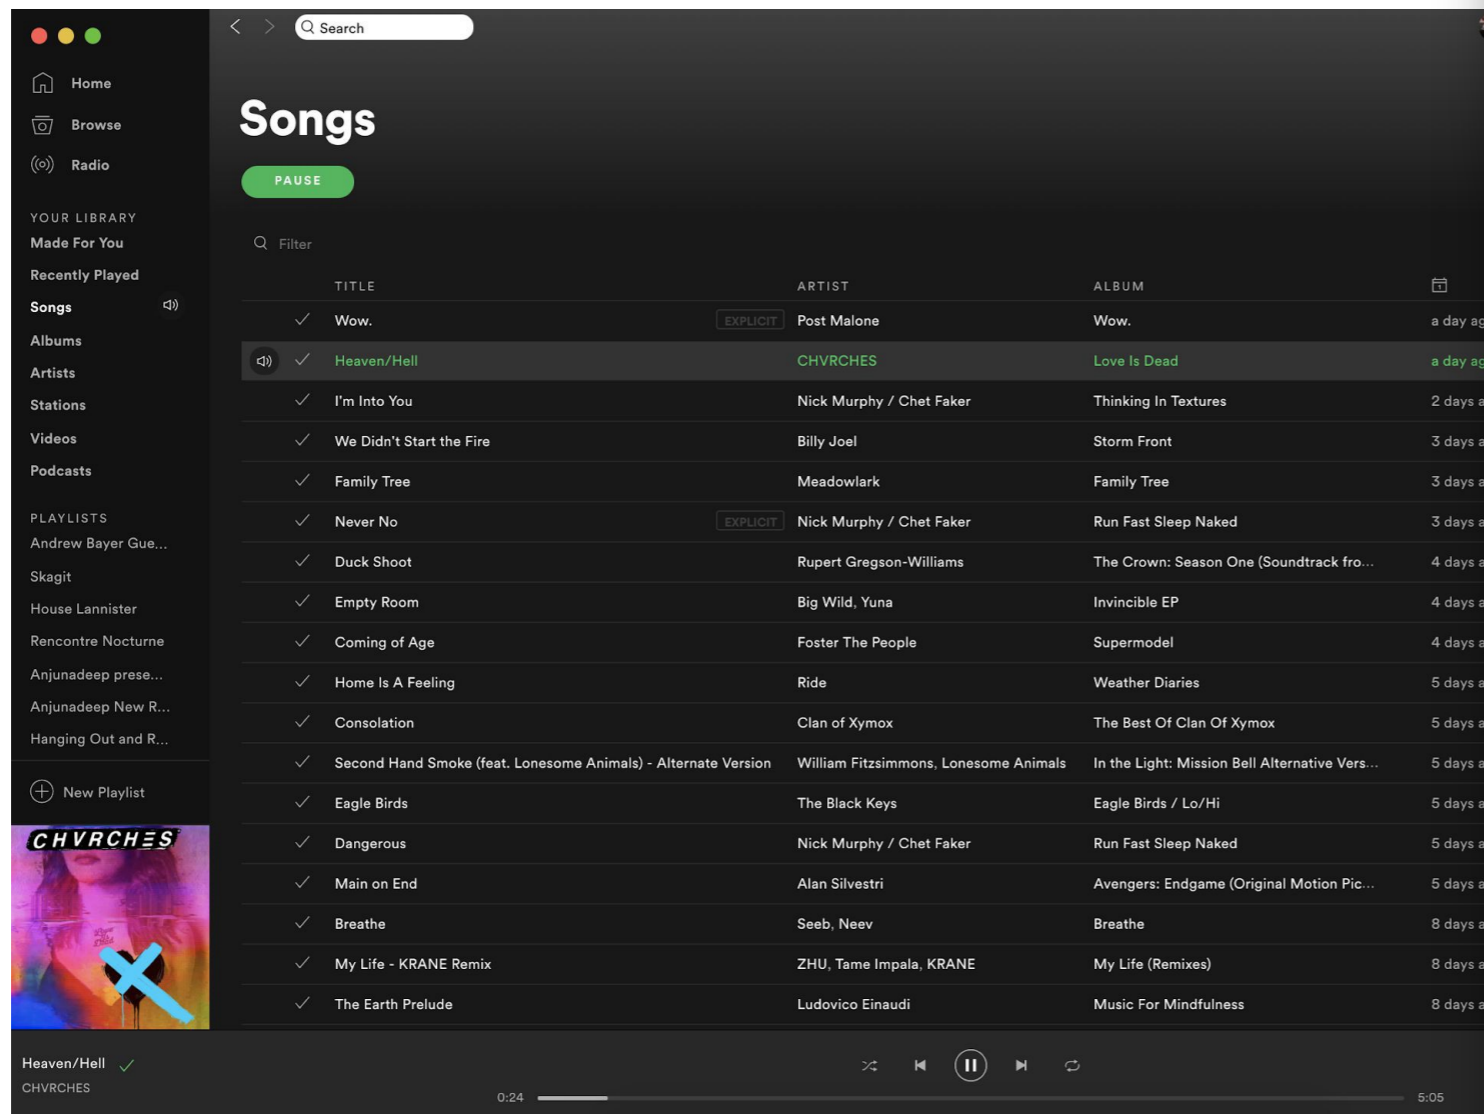 Search
Home
Browse
Radio
YOUR LIBRARY
Made For You
Recently Played
Songs
Albums
Artists
Stations
Videos
Podcasts
PLAYLISTS
Andrew Bayer Gue...
Skagit
House Lannister
Rencontre Nocturne
Anjunadeep prese...
Anjunadeep New R...
Hanging Out and R...
New Playlist
CHVRCHES
Songs
PAUSE
Filter
TITLE ARTIST ALBUM
Wow. EXPLICIT Post Malone Wow. a day ag
Heaven/Hell CHVRCHES Love Is Dead a day ag
I'm Into You Nick Murphy / Chet Faker Thinking In Textures 2 days a
We Didn't Start the Fire Billy Joel Storm Front 3 days a
Family Tree Meadowlark Family Tree 3 days a
Never No EXPLICIT Nick Murphy / Chet Faker Run Fast Sleep Naked 3 days a
Duck Shoot Rupert Gregson-Williams The Crown: Season One (Soundtrack fro... 4 days a
Empty Room Big Wild, Yuna Invincible EP 4 days a
Coming of Age Foster The People Supermodel 4 days a
Home Is A Feeling Ride Weather Diaries 5 days a
Consolation Clan of Xymox The Best Of Clan Of Xymox 5 days a
Second Hand Smoke (feat. Lonesome Animals) - Alternate Version William Fitzsimmons, Lonesome Animals In the Light: Mission Bell Alternative Vers... 5 days a
Eagle Birds The Black Keys Eagle Birds / Lo/Hi 5 days a
Dangerous Nick Murphy / Chet Faker Run Fast Sleep Naked 5 days a
Main on End Alan Silvestri Avengers: Endgame (Original Motion Pic... 5 days a
Breathe Seeb, Neev Breathe 8 days a
My Life - KRANE Remix ZHU, Tame Impala, KRANE My Life (Remixes) 8 days a
The Earth Prelude Ludovico Einaudi Music For Mindfulness 8 days a
Heaven/Hell
CHVRCHES
0:24 5:05